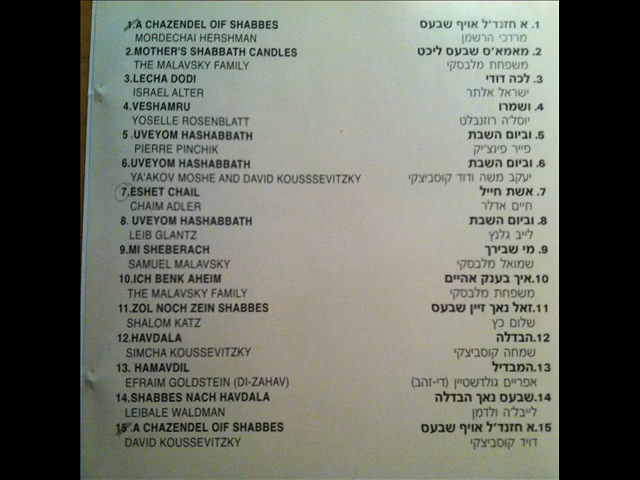 1. A CHAZENDEL OIF SHABBES
MORDECHAI HERSHMAN
2.MOTHER'S SHABBATH CANDLES
THE MALAVSKY FAMILY
3.LECHA DODI
ISRAEL ALTER
4.VESHAMRU
YOSELLE ROSENBLATT
5 .UVEYOM HASHABBATH
PIERRE PINCHIK
6.UVEYOM HASHABBATH
YA'AKOV MOSHE AND DAVID KOUSSSEVITZKY
7.ESHET CHAIL
CHAIM ADLER
8. UVEYOM HASHABBATH
LEIB GLANTZ
9.MI SHEBERACH
SAMUEL MALAVSKY
10.ICH BENK AHEIM
THE MALAVSKY FAMILY
11.ZOL NOCH ZEIN SHABBES
SHALOM KATZ
12.HAVDALA
SIMCHA KOUSSEVITZKY
13. HAMAVDIL
EFRAIM GOLDSTEIN (DI-ZAHAV)
14.SHABBES NACH HAVDALA
LEIBALE WALDMAN
15. A CHAZENDEL OIF SHABBES
DAVID KOUSSEVITZKY
1. א חזנד'ל אויף שבעס
מרדכי הרשמן
2. מאמא'ס שבעס ליכט
משפחת מלבסקי
3. לכה דודי
ישראל אלתר
4. ושמרו
יוסל'ה רוזנבלט
5. וביום השבת
פייר פינצ'יק
6. וביום השבת
יעקב משה ודוד קוסביצקי
7. אשת חייל
חיים אדלר
8. וביום השבת
לייב גלנץ
9. מי שבירך
שמואל מלבסקי
10.איך בענק אהיים
משפחת מלבסקי
11.זאל נאך זיין שבעס
שלום כץ
12.הבדלה
שמחה קוסביצקי
13.המבדיל
אפריים גולדשטיין (די-זהב)
14.שבעס נאך הבדלה
לייבל'ה ולדמן
15.א חזנד'ל אויף שבעס
דויד קוסביצקי